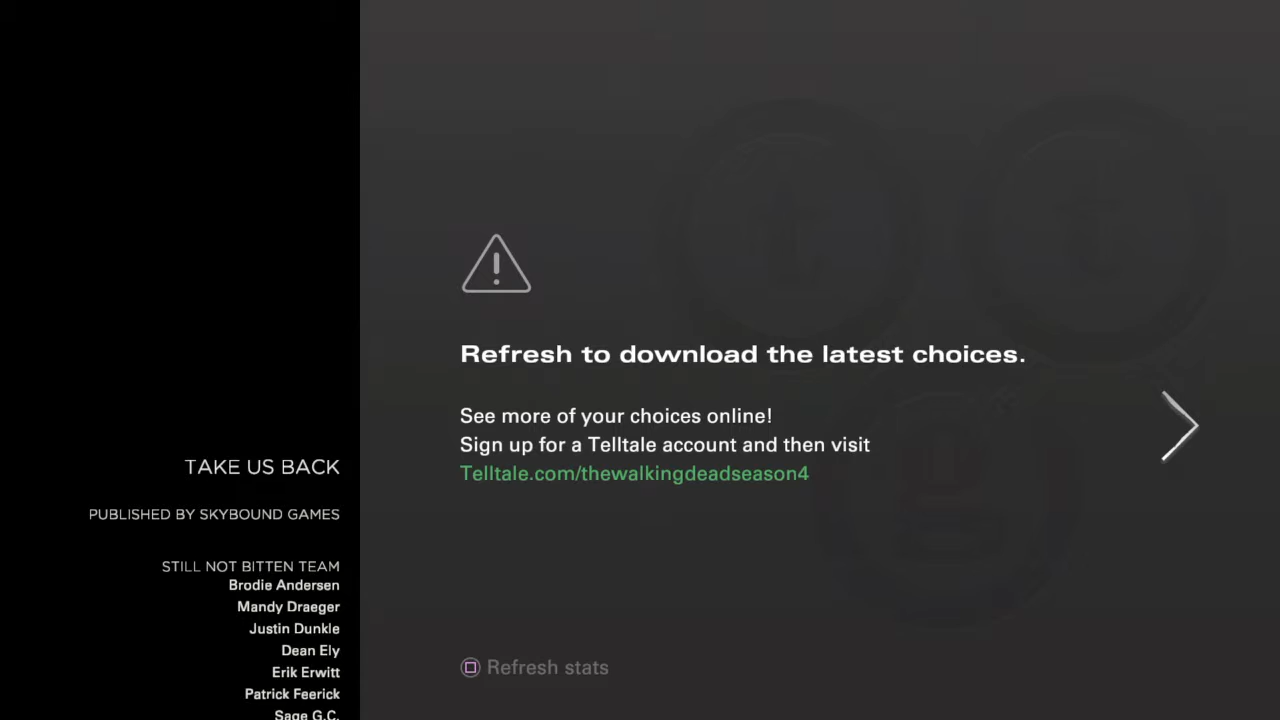 TAKE US BACK
PUBLISHED BY SKYBOUND GAMES
STILL NOT BITTEN TEAM
Brodie Andersen
Mandy Draeger
Justin Dunkle
Dean Ely
Erik Erwitt
Patrick Feerick
Sage G.C.
Refresh to download the latest choices.
See more of your choices online!
Sign up for a Telltale account and then visit
Telltale.com/thewalkingdeadseason4
Refresh stats
t t
g